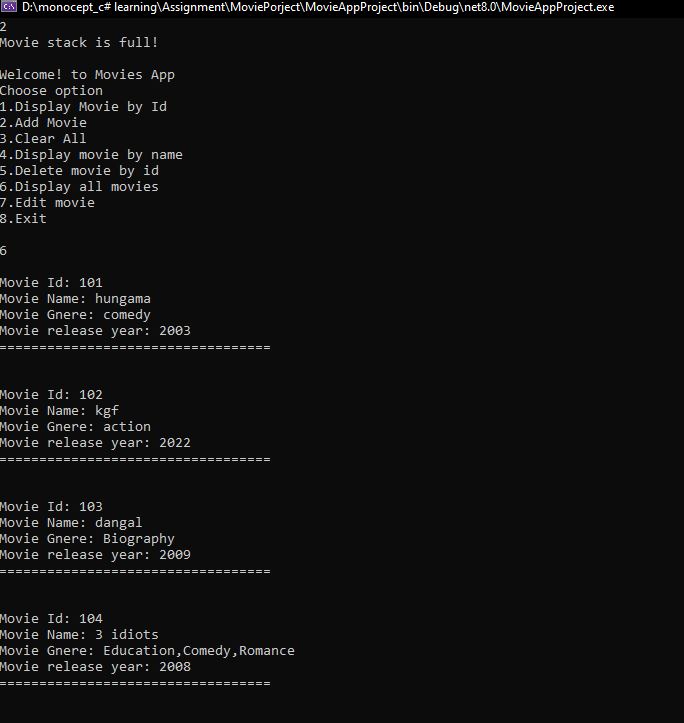 D:\monocept_c# learning\Assignment\MoviePorject\MovieAppProject\bin\Debug\net8.0\MovieAppProject.exe
2
Movie stack is full!
Welcome! to Movies App
Choose option
1.Display Movie by Id
2.Add Movie
3.Clear All
4.Display movie by name
5.Delete movie by id
6.Display all movies
7.Edit movie
8.Exit
6
Movie Id: 101
Movie Name: hungama
Movie Gnere: comedy
Movie release year: 2003
==================================
Movie Id: 102
Movie Name: kgf
Movie Gnere: action
Movie release year: 2022
==================================
Movie Id: 103
Movie Name: dangal
Movie Gnere: Biography
Movie release year: 2009
==================================
Movie Id: 104
Movie Name: 3 idiots
Movie Gnere: Education,Comedy,Romance
Movie release year: 2008
==================================